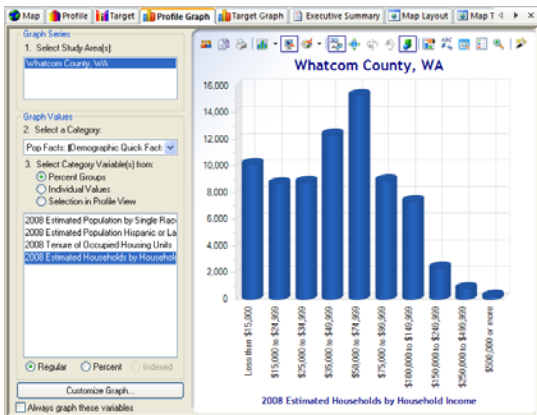 Map
Profile
Target
Profile Graph
Target Graph
Executive Summary
Map Layout
Map T
Graph Series
1. Select Study Area(s):
Whatcom County, WA
Graph Values
2. Select a Category:
Pop Facts: (Demographic Quick Fact:
3. Select Category Variable(s) from:
Percent Groups
Individual Values
Selection in Profile View
2008 Estimated Population by Single Race
2008 Estimated Population Hispanic or La
2008 Tenure of Occupied Housing Units
2008 Estimated Households by Househol
Regular
Percent
Indexed
Customize Graph...
Always graph these variables
Whatcom County, WA
16,000
14,000
12,000
10,000
8,000
6,000
4,000
2,000
0
Less than $15,000
$15,000 to $24,999
$25,000 to $34,999
$35,000 to $49,999
$50,000 to $74,999
$75,000 to $99,999
$100,000 to $149,999
$150,000 to $249,999
$250,000 to $499,999
$500,000 or more
2008 Estimated Households by Household Income